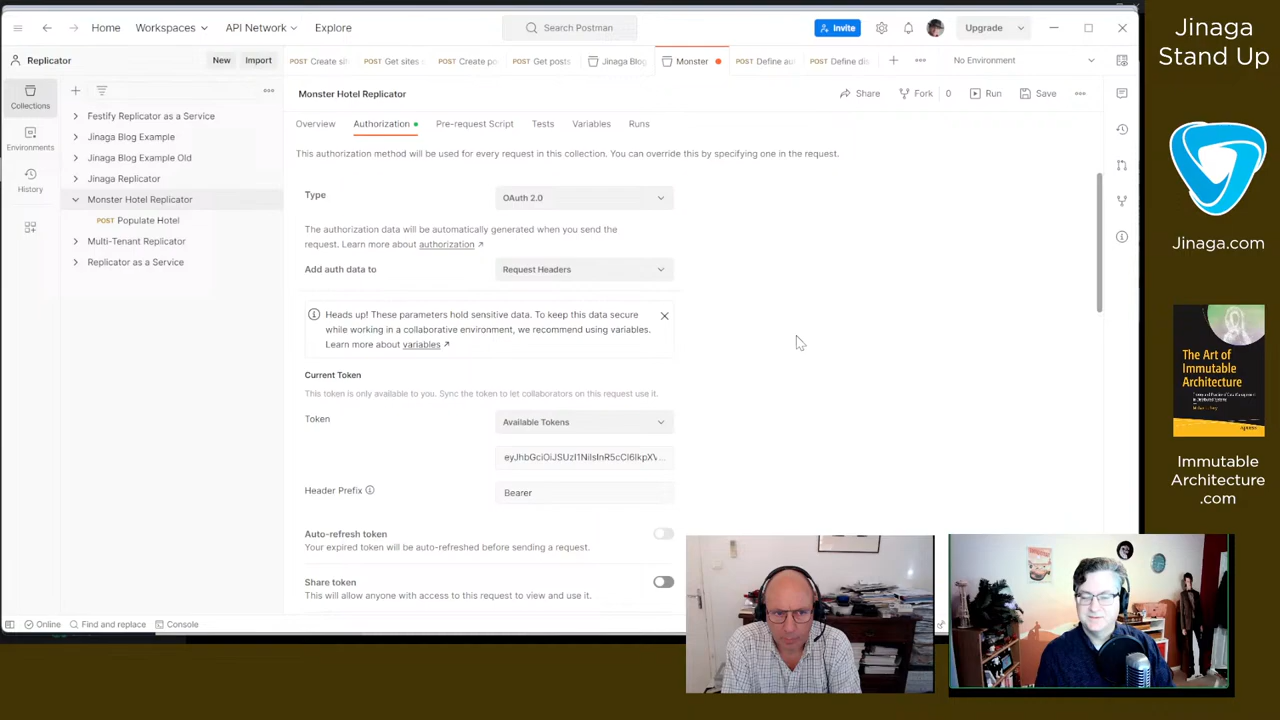 Home
Workspaces
API Network
Explore
Search Postman
Invite
Upgrade
Replicator
New
Import
Create si
Get sites
Create po
Get posts
Jinaga Blog
Monster
Define au
Define dis
No Environment
Collections
Environments
History
Festify Replicator as a Service
Jinaga Blog Example
Jinaga Blog Example Old
Jinaga Replicator
Monster Hotel Replicator
POST Populate Hotel
Multi-Tenant Replicator
Replicator as a Service
Monster Hotel Replicator
Share
Fork 0
Run
Save
Overview
Authorization
Pre-request Script
Tests
Variables
Runs
This authorization method will be used for every request in this collection. You can override this by specifying one in the request.
Type
OAuth 2.0
The authorization data will be automatically generated when you send the
request. Learn more about authorization
Add auth data to
Request Headers
Heads up! These parameters hold sensitive data. To keep this data secure
while working in a collaborative environment, we recommend using variables.
Learn more about variables
Current Token
This token is only available to you. Sync the token to let collaborators on this request use it.
Token
Available Tokens
eyJhbGciOiJSUzI1NiIsInR5cCI6IkpXV...
Header Prefix
Bearer
Auto-refresh token
Your expired token will be auto-refreshed before sending a request.
Share token
This will allow anyone with access to this request to view and use it.
Online
Find and replace
Console
Jinaga
Stand Up
Jinaga.com
The Art of
Immutable
Architecture
Apress
Immutable
Architecture
.com